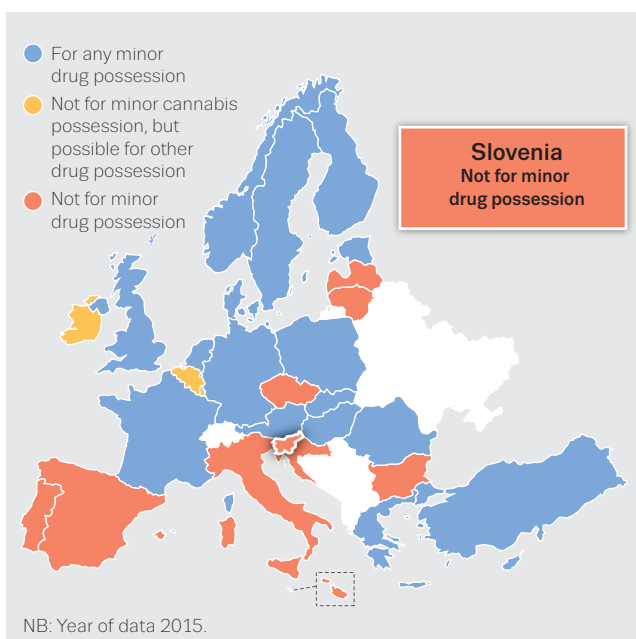 For any minor
drug possession
Not for minor cannabis
possession, but
possible for other
drug possession
Not for minor
drug possession
Slovenia
Not for minor
drug possession
NB: Year of data 2015.